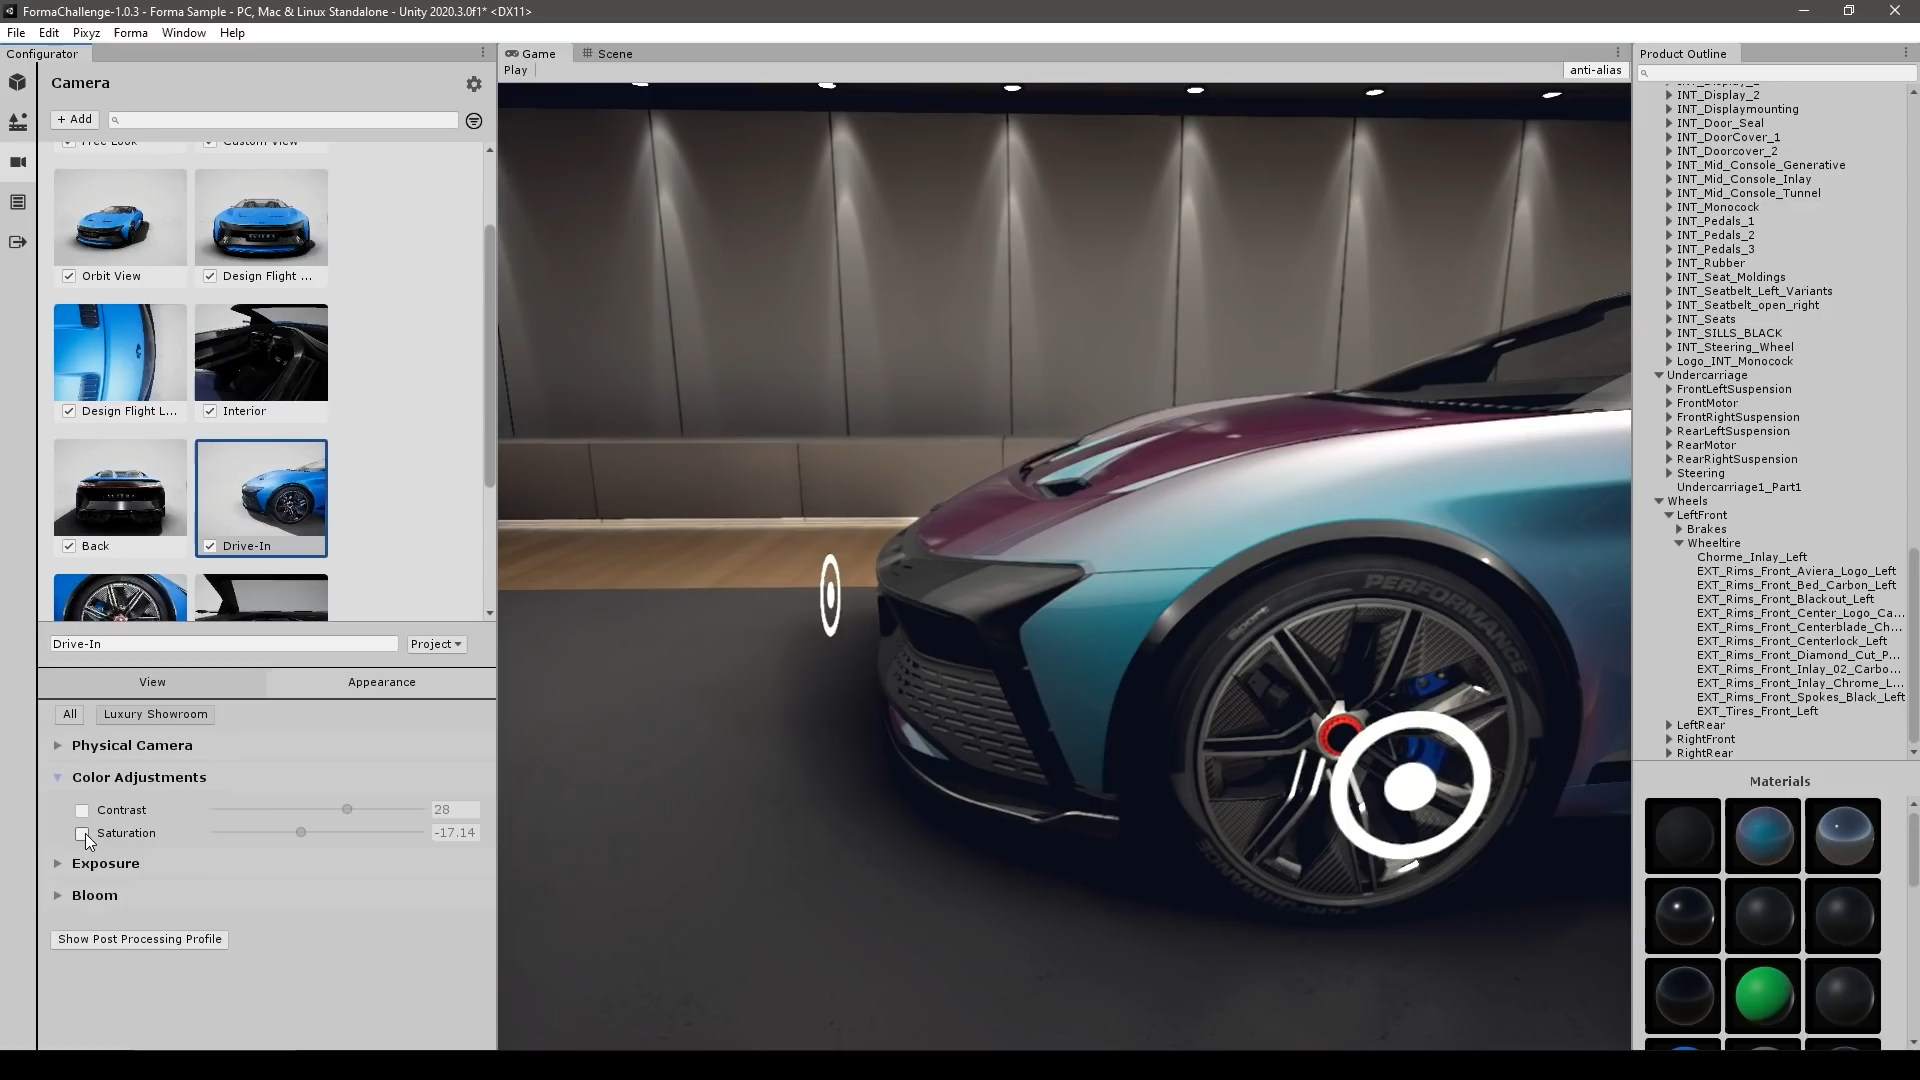 FormaChallenge-1.0.3 - Forma Sample - PC, Mac & Linux Standalone - Unity 2020.3.0f1* <DX11>
File Edit Pixyz Forma Window Help
Configurator
Camera
+ Add
Free Look
Custom View
Orbit View
Design Flight ...
Design Flight L...
Interior
Back
Drive-In
Drive-In
Project
View
Appearance
All
Luxury Showroom
Physical Camera
Color Adjustments
Contrast
28
Saturation
-17.14
Exposure
Bloom
Show Post Processing Profile
Game
Scene
Play
anti-alias
PERFORMANCE
Sport
Product Outline
INT_Display_2
INT_Displaymounting
INT_Door_Seal
INT_DoorCover_1
INT_Doorcover_2
INT_Mid_Console_Generative
INT_Mid_Console_Inlay
INT_Mid_Console_Tunnel
INT_Monocock
INT_Pedals_1
INT_Pedals_2
INT_Pedals_3
INT_Rubber
INT_Seat_Moldings
INT_Seatbelt_Left_Variants
INT_Seatbelt_open_right
INT_Seats
INT_SILLS_BLACK
INT_Steering_Wheel
Logo_INT_Monocock
Undercarriage
FrontLeftSuspension
FrontMotor
FrontRightSuspension
RearLeftSuspension
RearMotor
RearRightSuspension
Steering
Undercarriage1_Part1
Wheels
LeftFront
Brakes
Wheeltire
Chorme_Inlay_Left
EXT_Rims_Front_Aviera_Logo_Left
EXT_Rims_Front_Bed_Carbon_Left
EXT_Rims_Front_Blackout_Left
EXT_Rims_Front_Center_Logo_Ca...
EXT_Rims_Front_Centerblade_Ch...
EXT_Rims_Front_Centerlock_Left
EXT_Rims_Front_Diamond_Cut_P...
EXT_Rims_Front_Inlay_02_Carbo...
EXT_Rims_Front_Inlay_Chrome_L...
EXT_Rims_Front_Spokes_Black_Left
EXT_Tires_Front_Left
LeftRear
RightFront
RightRear
Materials